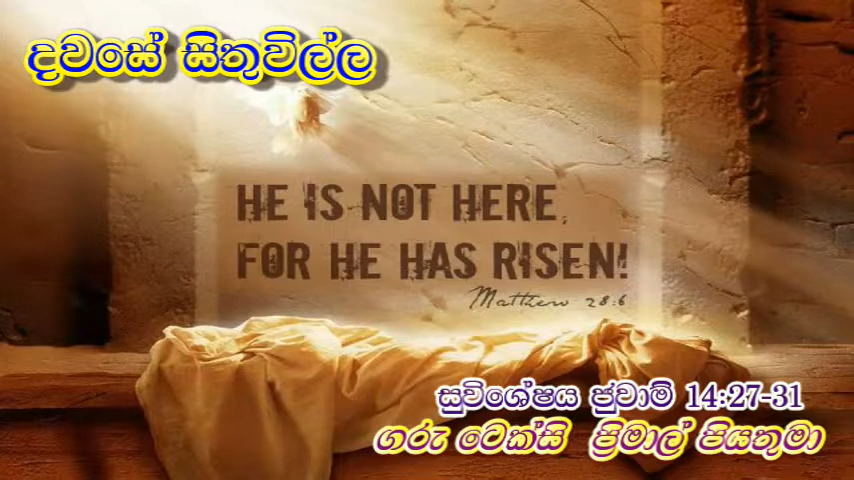 දවසේ සිතුවිල්ල
HE IS NOT HERE,
FOR HE HAS RISEN!
Matthew 28:6
සුවිශේෂය ජුවාම් 14:27-31
ගරු ටෙක්සි ප්‍රිමාල් පියතුමා